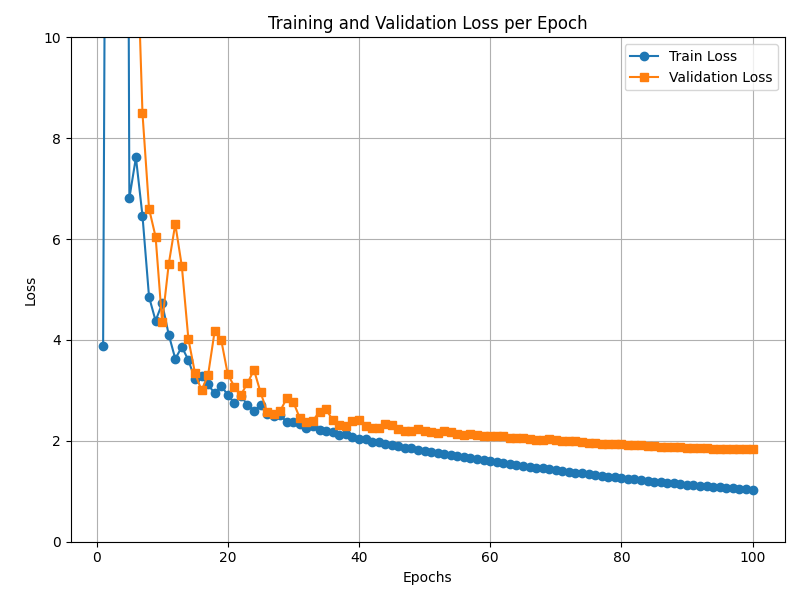 Training and Validation Loss per Epoch
Train Loss
Validation Loss
Loss
10
8
6
4
2
0
0 20 40 60 80 100
Epochs